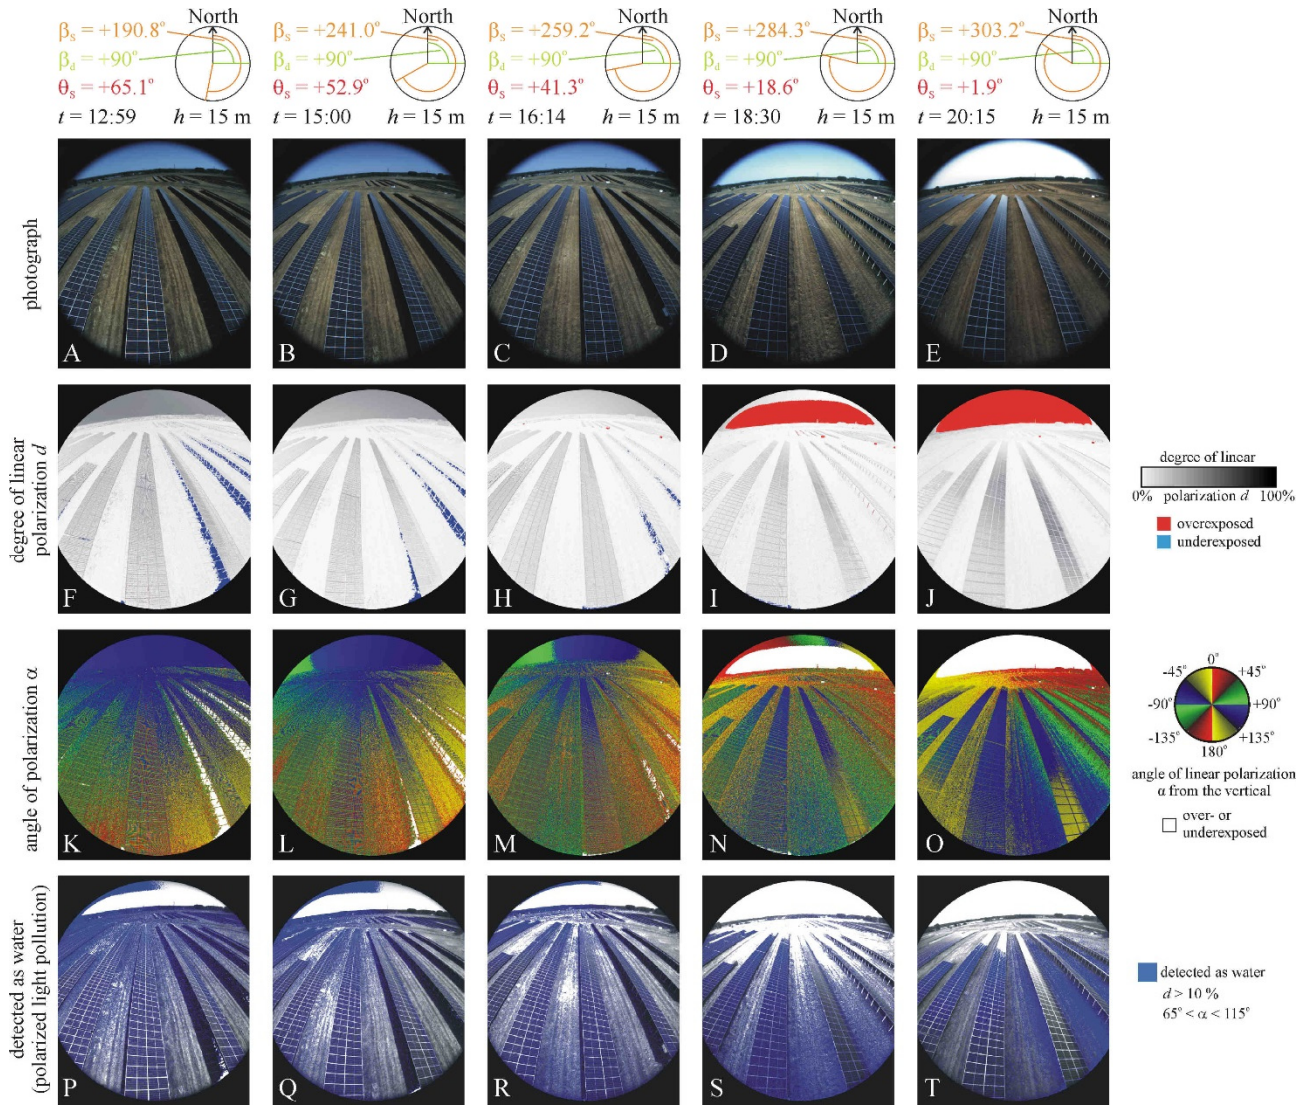 North North North North North
βs = +190.8° βs = +241.0° βs = +259.2° βs = +284.3° βs = +303.2°
βd = +90° βd = +90° βd = +90° βd = +90° βd = +90°
θs = +65.1° θs = +52.9° θs = +41.3° θs = +18.6° θs = +1.9°
t = 12:59 h = 15 m t = 15:00 h = 15 m t = 16:14 h = 15 m t = 18:30 h = 15 m t = 20:15 h = 15 m
photograph
A B C D E
degree of linear
polarization d
F G H I J
degree of linear
0% polarization d 100%
overexposed
underexposed
angle of polarization α
K L M N O
0°
-45° +45°
-90° +90°
-135° +135°
180°
angle of linear polarization
α from the vertical
over- or
underexposed
detected as water
(polarized light pollution)
P Q R S T
detected as water
d > 10 %
65° < α < 115°